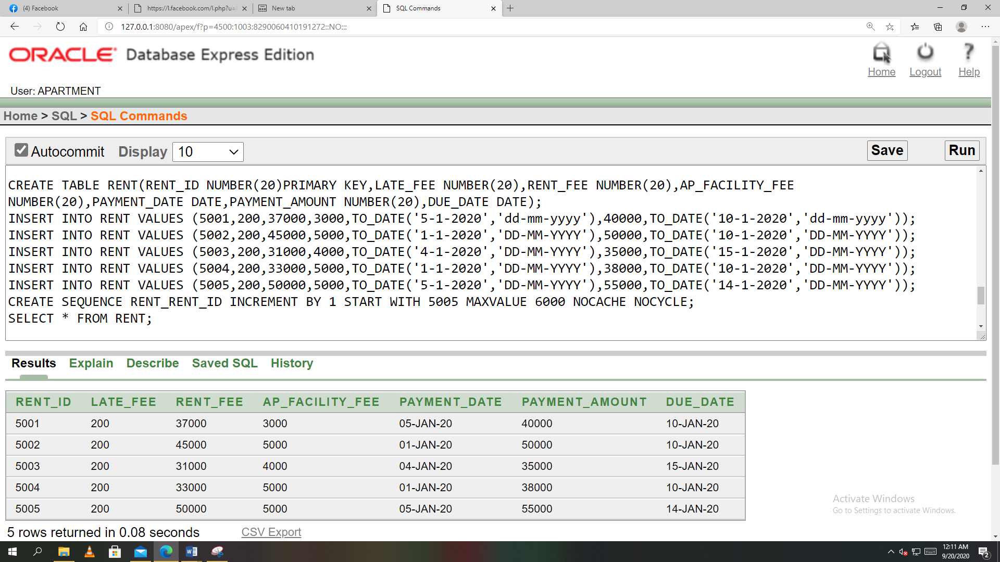 (4) Facebook
https://l.facebook.com/l.php?u=
New tab
SQL Commands
127.0.0.1:8080/apex/f?p=4500:1003:8290060410191272::NO:::
ORACLE Database Express Edition
Home Logout Help
User: APARTMENT
Home > SQL > SQL Commands
Autocommit Display 10 Save Run
CREATE TABLE RENT(RENT_ID NUMBER(20)PRIMARY KEY,LATE_FEE NUMBER(20),RENT_FEE NUMBER(20),AP_FACILITY_FEE
NUMBER(20),PAYMENT_DATE DATE,PAYMENT_AMOUNT NUMBER(20),DUE_DATE DATE);
INSERT INTO RENT VALUES (5001,200,37000,3000,TO_DATE('5-1-2020','dd-mm-yyyy'),40000,TO_DATE('10-1-2020','dd-mm-yyyy'));
INSERT INTO RENT VALUES (5002,200,45000,5000,TO_DATE('1-1-2020','DD-MM-YYYY'),50000,TO_DATE('10-1-2020','DD-MM-YYYY'));
INSERT INTO RENT VALUES (5003,200,31000,4000,TO_DATE('4-1-2020','DD-MM-YYYY'),35000,TO_DATE('15-1-2020','DD-MM-YYYY'));
INSERT INTO RENT VALUES (5004,200,33000,5000,TO_DATE('1-1-2020','DD-MM-YYYY'),38000,TO_DATE('10-1-2020','DD-MM-YYYY'));
INSERT INTO RENT VALUES (5005,200,50000,5000,TO_DATE('5-1-2020','DD-MM-YYYY'),55000,TO_DATE('14-1-2020','DD-MM-YYYY'));
CREATE SEQUENCE RENT_RENT_ID INCREMENT BY 1 START WITH 5005 MAXVALUE 6000 NOCACHE NOCYCLE;
SELECT * FROM RENT;
Results Explain Describe Saved SQL History
RENT_ID LATE_FEE RENT_FEE AP_FACILITY_FEE PAYMENT_DATE PAYMENT_AMOUNT DUE_DATE
5001 200 37000 3000 05-JAN-20 40000 10-JAN-20
5002 200 45000 5000 01-JAN-20 50000 10-JAN-20
5003 200 31000 4000 04-JAN-20 35000 15-JAN-20
5004 200 33000 5000 01-JAN-20 38000 10-JAN-20
5005 200 50000 5000 05-JAN-20 55000 14-JAN-20
5 rows returned in 0.08 seconds CSV Export
Activate Windows
Go to Settings to activate Windows.
12:11 AM
9/20/2020
2